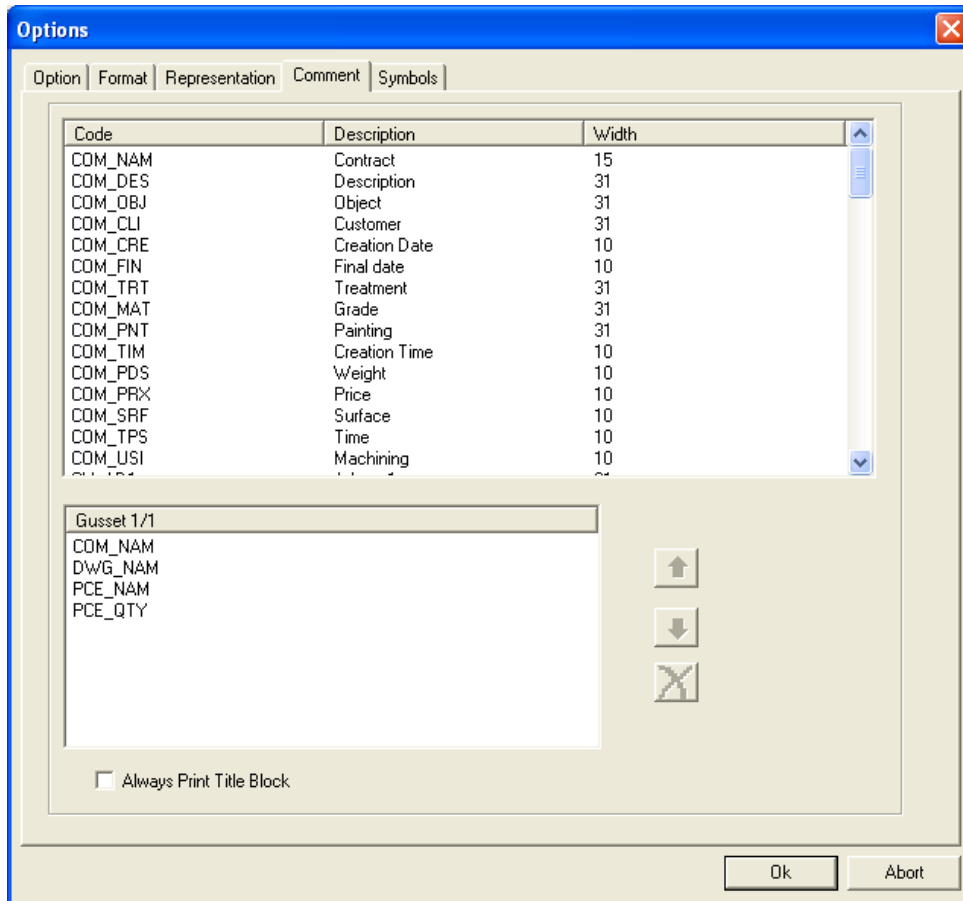 Options
Option Format Representation Comment Symbols
Code Description Width
COM_NAM Contract 15
COM_DES Description 31
COM_OBJ Object 31
COM_CLI Customer 31
COM_CRE Creation Date 10
COM_FIN Final date 10
COM_TRT Treatment 31
COM_MAT Grade 31
COM_PNT Painting 31
COM_TIM Creation Time 10
COM_PDS Weight 10
COM_PRX Price 10
COM_SRF Surface 10
COM_TPS Time 10
COM_USI Machining 10
Gusset 1/1
COM_NAM
DWG_NAM
PCE_NAM
PCE_QTY
Always Print Title Block
Ok Abort